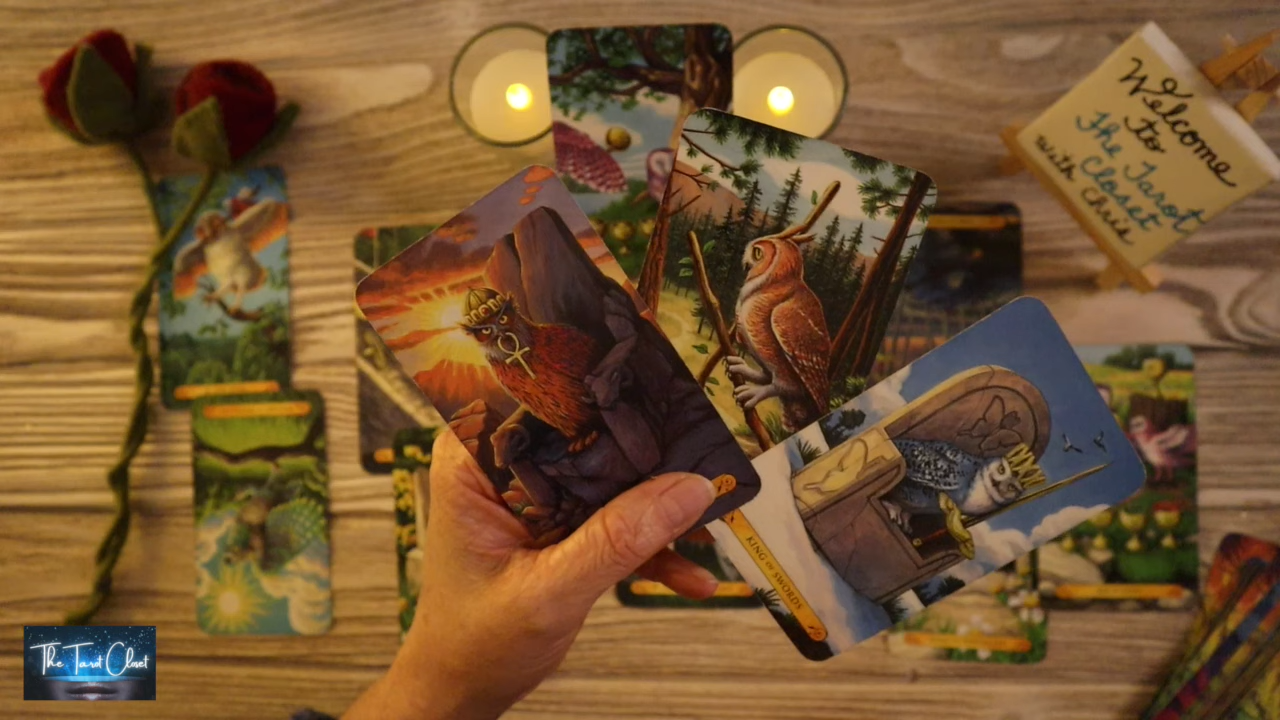 Welcome
To
The Tarot
Closet
With Chris
KING OF SWORDS
The Tarot Closet